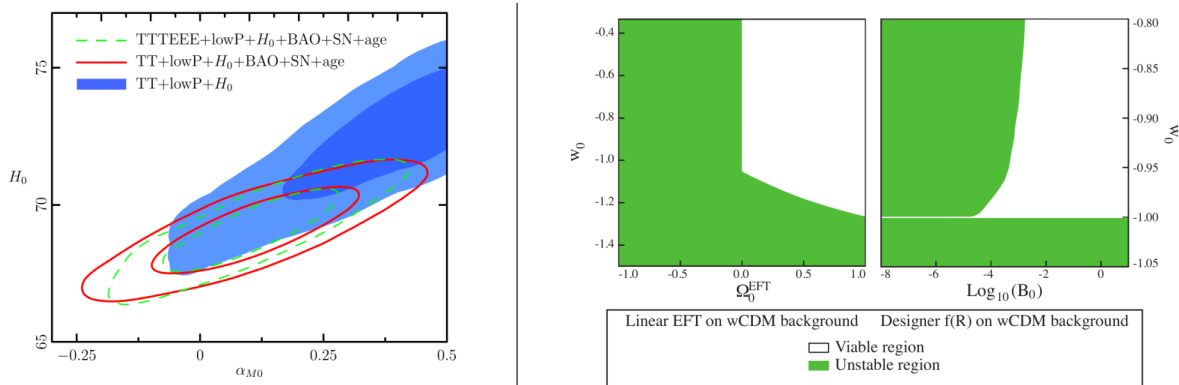 TTTEEE+lowP+H₀+BAO+SN+age
TT+lowP+H₀+BAO+SN+age
TT+lowP+H₀
75
70
65
H₀
−0.25 0 0.25 0.5
α_M0
-0.4
-0.6
-0.8
-1.0
-1.2
-1.4
w₀
-1.0 -0.5 0.0 0.5 1.0
Ω₀^EFT
-0.80
-0.85
-0.90
-0.95
-1.00
-1.05
w₀
-8 -6 -4 -2 0
Log₁₀(B₀)
Linear EFT on wCDM background Designer f(R) on wCDM background
Viable region
Unstable region